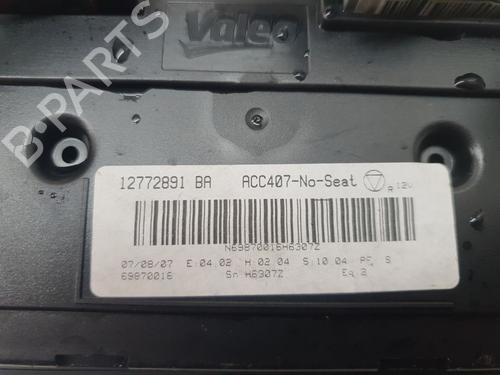 Valeo
B-PARTS
12772891 BA ACC407-No-Seat R 12V
N69870016H6307Z
07/08/07 E:04.02 H:02.04 S:10.04 PF S
69870016 Sn H6307Z Eq 2